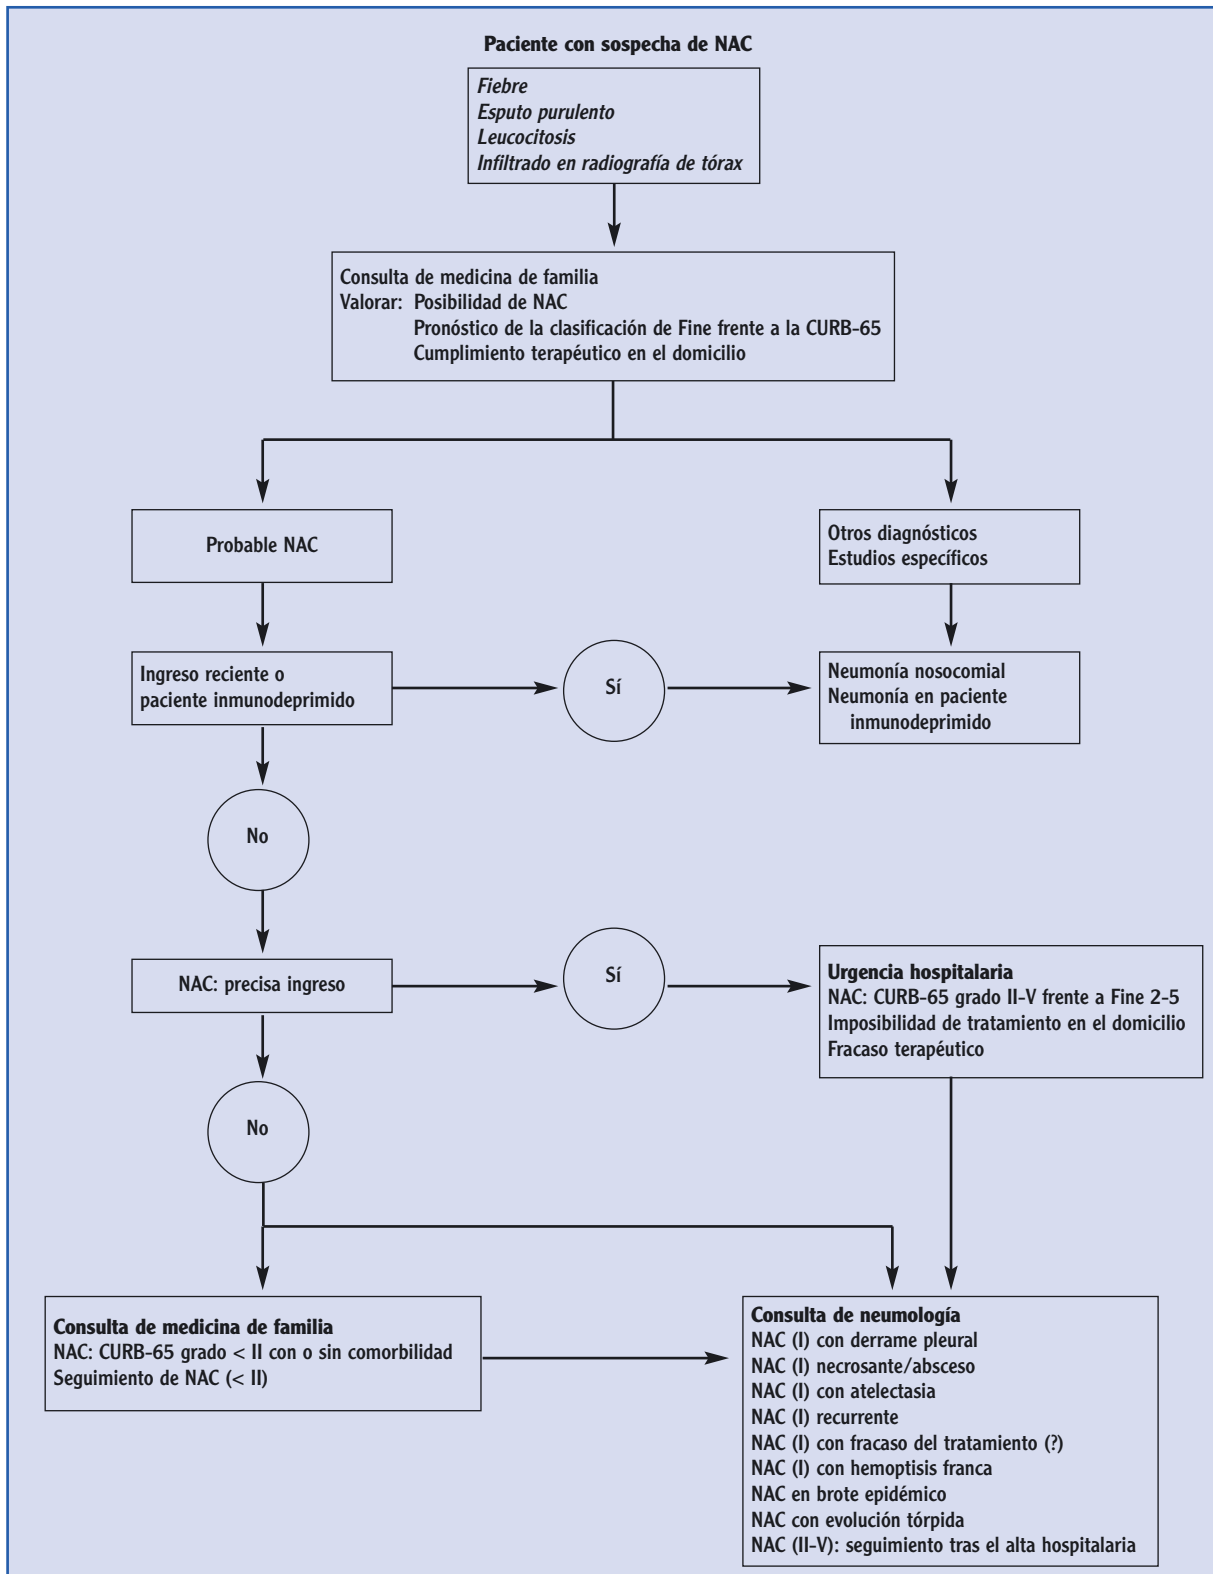 Paciente con sospecha de NAC
Fiebre
Esputo purulento
Leucocitosis
Infiltrado en radiografía de tórax
Consulta de medicina de familia
Valorar: Posibilidad de NAC
Pronóstico de la clasificación de Fine frente a la CURB-65
Cumplimiento terapéutico en el domicilio
Probable NAC
Otros diagnósticos
Estudios específicos
Ingreso reciente o
paciente inmunodeprimido
Sí
Neumonía nosocomial
Neumonía en paciente
inmunodeprimido
No
NAC: precisa ingreso
Sí
Urgencia hospitalaria
NAC: CURB-65 grado II-V frente a Fine 2-5
Imposibilidad de tratamiento en el domicilio
Fracaso terapéutico
No
Consulta de medicina de familia
NAC: CURB-65 grado < II con o sin comorbilidad
Seguimiento de NAC (< II)
Consulta de neumología
NAC (I) con derrame pleural
NAC (I) necrosante/absceso
NAC (I) con atelectasia
NAC (I) recurrente
NAC (I) con fracaso del tratamiento (?)
NAC (I) con hemoptisis franca
NAC en brote epidémico
NAC con evolución tórpida
NAC (II-V): seguimiento tras el alta hospitalaria